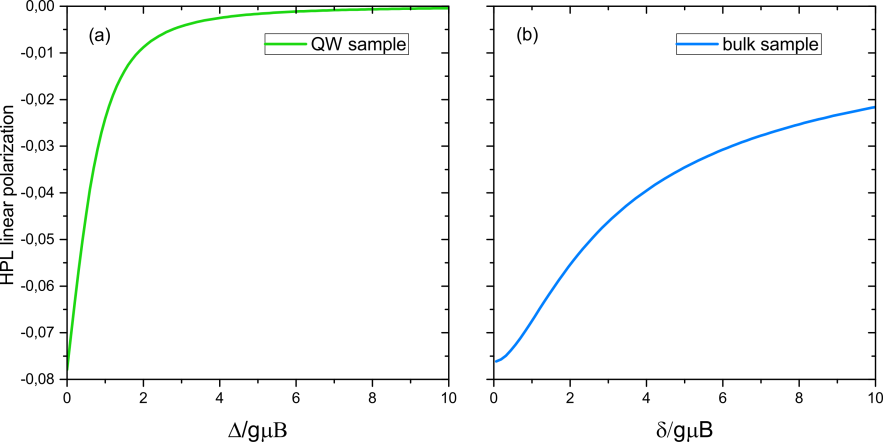 (a)
QW sample
HPL linear polarization
0,00
-0,01
-0,02
-0,03
-0,04
-0,05
-0,06
-0,07
-0,08
0 2 4 6 8 10
Δ/gμB
(b)
bulk sample
0 2 4 6 8 10
δ/gμB